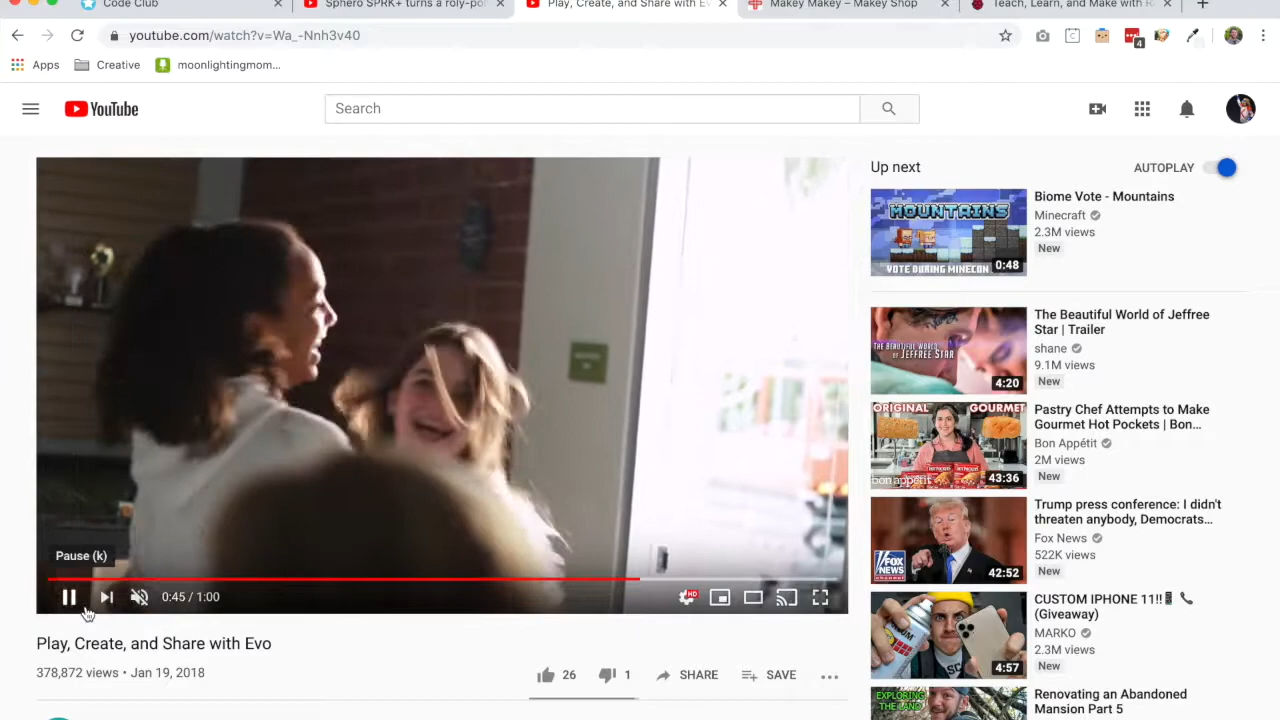 Code Club
Sphero SPRK+ turns a roly-pol
Play, Create, and Share with Ev
Makey Makey – Makey Shop
Teach, Learn, and Make with R
youtube.com/watch?v=Wa_-Nnh3v40
4
Apps
Creative
moonlightingmom...
YouTube
Search
Up next
AUTOPLAY
MOUNTAINS
VOTE DURING MINECON
0:48
Biome Vote - Mountains
Minecraft
2.3M views
New
THE BEAUTIFUL WORLD
OF JEFFREE STAR
4:20
The Beautiful World of Jeffree
Star | Trailer
shane
9.1M views
New
ORIGINAL
GOURMET
bon appétit
43:36
Pastry Chef Attempts to Make
Gourmet Hot Pockets | Bon...
Bon Appétit
2M views
New
FOX
NEWS
42:52
Trump press conference: I didn't
threaten anybody, Democrats...
Fox News
522K views
New
4:57
CUSTOM IPHONE 11!!
(Giveaway)
MARKO
2.3M views
New
EXPLORING
THE LAND
Renovating an Abandoned
Mansion Part 5
Pause (k)
0:45 / 1:00
HD
Play, Create, and Share with Evo
378,872 views • Jan 19, 2018
26
1
SHARE
SAVE